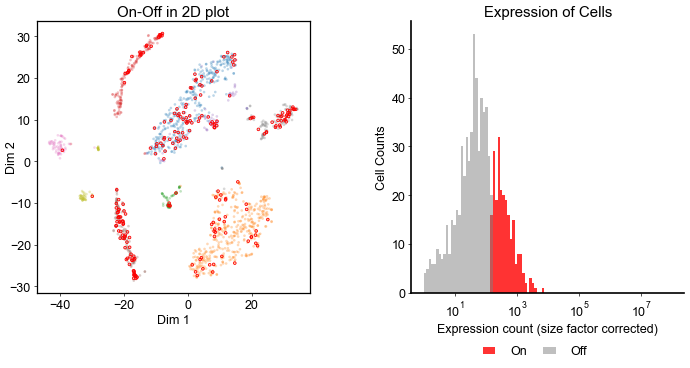 On-Off in 2D plot
30
20
10
0
−10
−20
−30
Dim 2
−40
−20
0
20
Dim 1
Expression of Cells
50
40
30
20
10
0
Cell Counts
10^1
10^3
10^5
10^7
Expression count (size factor corrected)
On
Off